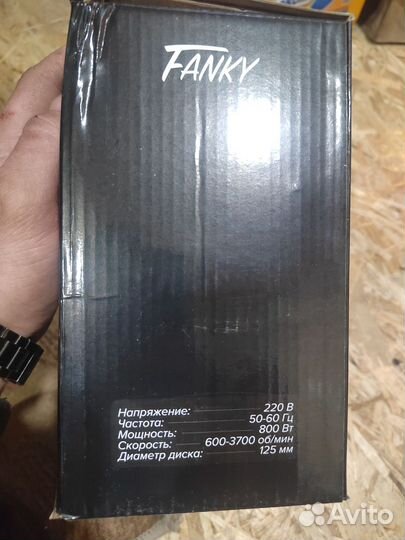 FANKY
Напряжение: 220 В
Частота: 50-60 Гц
Мощность: 800 Вт
Скорость: 600-3700 об/мин
Диаметр диска: 125 мм
Avito